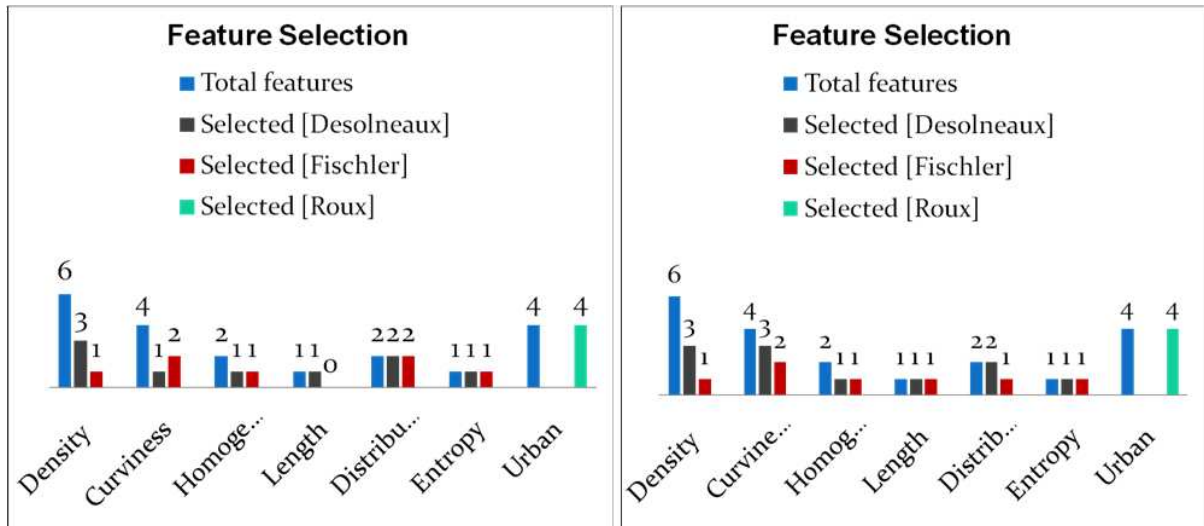 Feature Selection
Total features
Selected [Desolneaux]
Selected [Fischler]
Selected [Roux]
6
3
1
4
1
2
2
1
1
1
1
0
2
2
2
1
1
1
4
4
Density
Curviness
Homoge...
Length
Distribu...
Entropy
Urban
Feature Selection
Total features
Selected [Desolneaux]
Selected [Fischler]
Selected [Roux]
6
3
1
4
3
2
2
1
1
1
1
1
2
2
1
1
1
1
4
4
Density
Curvine...
Homog...
Length
Distrib...
Entropy
Urban